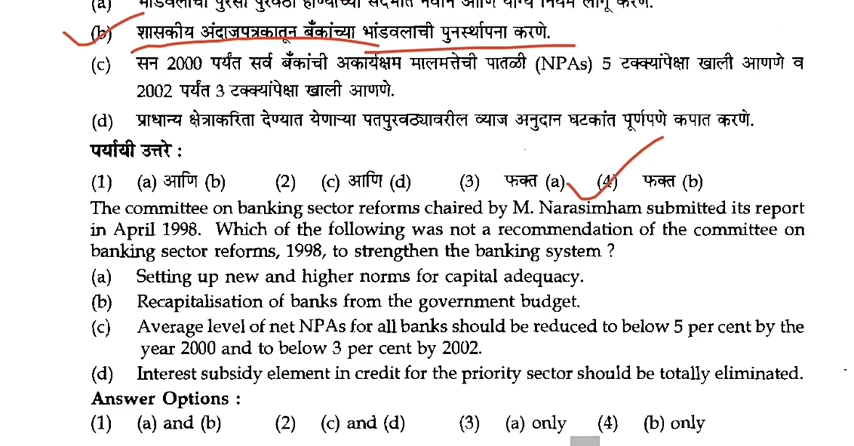 (a) भांडवलाची पुरेसा पुरवठा होण्याच्या संदर्भात नवीन आणि योग्य नियम लागू करणे.
(b) शासकीय अंदाजपत्रकातून बँकांच्या भांडवलाची पुनर्स्थापना करणे.
(c) सन 2000 पर्यंत सर्व बँकांची अकार्यक्षम मालमत्तेची पातळी (NPAs) 5 टक्क्यांपेक्षा खाली आणणे व
2002 पर्यंत 3 टक्क्यांपेक्षा खाली आणणे.
(d) प्राधान्य क्षेत्राकरिता देण्यात येणाऱ्या पतपुरवठ्यावरील व्याज अनुदान घटकांत पूर्णपणे कपात करणे.
पर्यायी उत्तरे :
(1) (a) आणि (b) (2) (c) आणि (d) (3) फक्त (a) (4) फक्त (b)
The committee on banking sector reforms chaired by M. Narasimham submitted its report
in April 1998. Which of the following was not a recommendation of the committee on
banking sector reforms, 1998, to strengthen the banking system ?
(a) Setting up new and higher norms for capital adequacy.
(b) Recapitalisation of banks from the government budget.
(c) Average level of net NPAs for all banks should be reduced to below 5 per cent by the
year 2000 and to below 3 per cent by 2002.
(d) Interest subsidy element in credit for the priority sector should be totally eliminated.
Answer Options :
(1) (a) and (b) (2) (c) and (d) (3) (a) only (4) (b) only